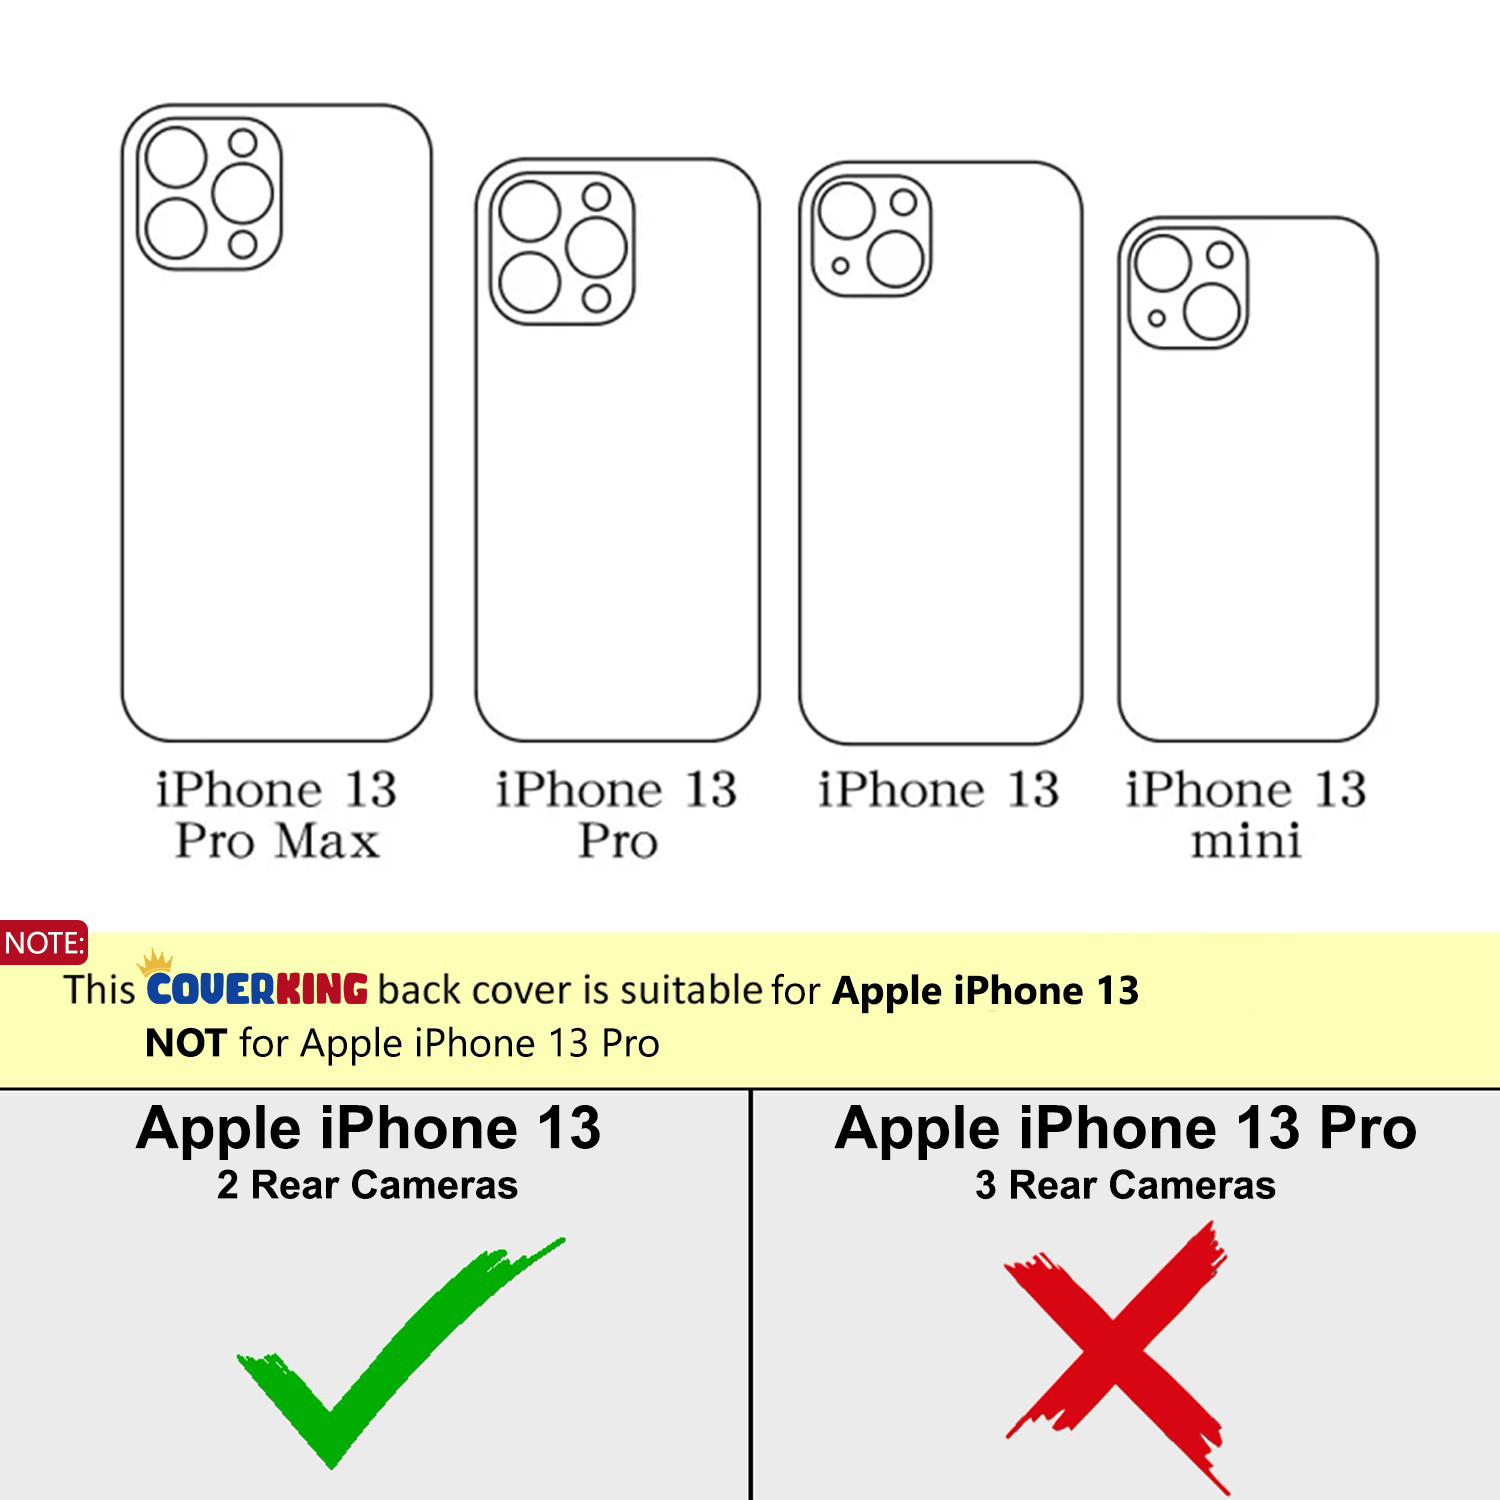 iPhone 13
Pro Max
iPhone 13
Pro
iPhone 13
iPhone 13
mini
NOTE:
This COVERKING back cover is suitable for Apple iPhone 13
NOT for Apple iPhone 13 Pro
Apple iPhone 13
2 Rear Cameras
Apple iPhone 13 Pro
3 Rear Cameras